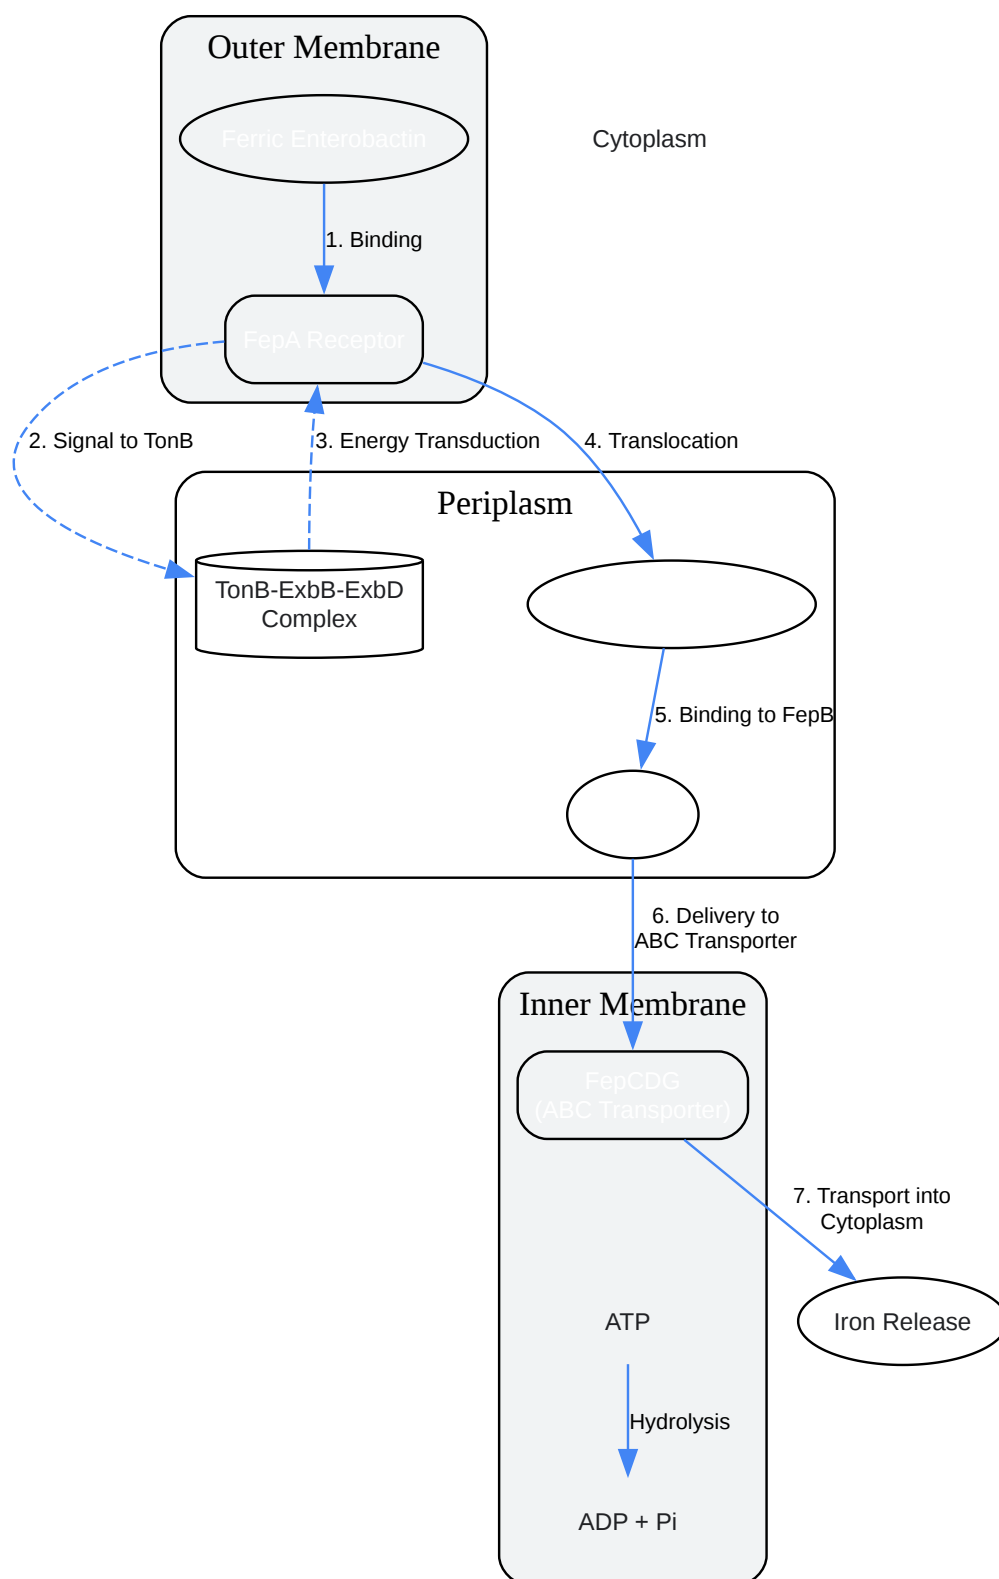 Outer Membrane
Ferric Enterobactin
Cytoplasm
1. Binding
FepA Receptor
2. Signal to TonB
3. Energy Transduction
4. Translocation
Periplasm
TonB-ExbB-ExbD
Complex
5. Binding to FepB
6. Delivery to
ABC Transporter
Inner Membrane
FepCDG
(ABC Transporter)
7. Transport into
Cytoplasm
ATP
Iron Release
Hydrolysis
ADP + Pi